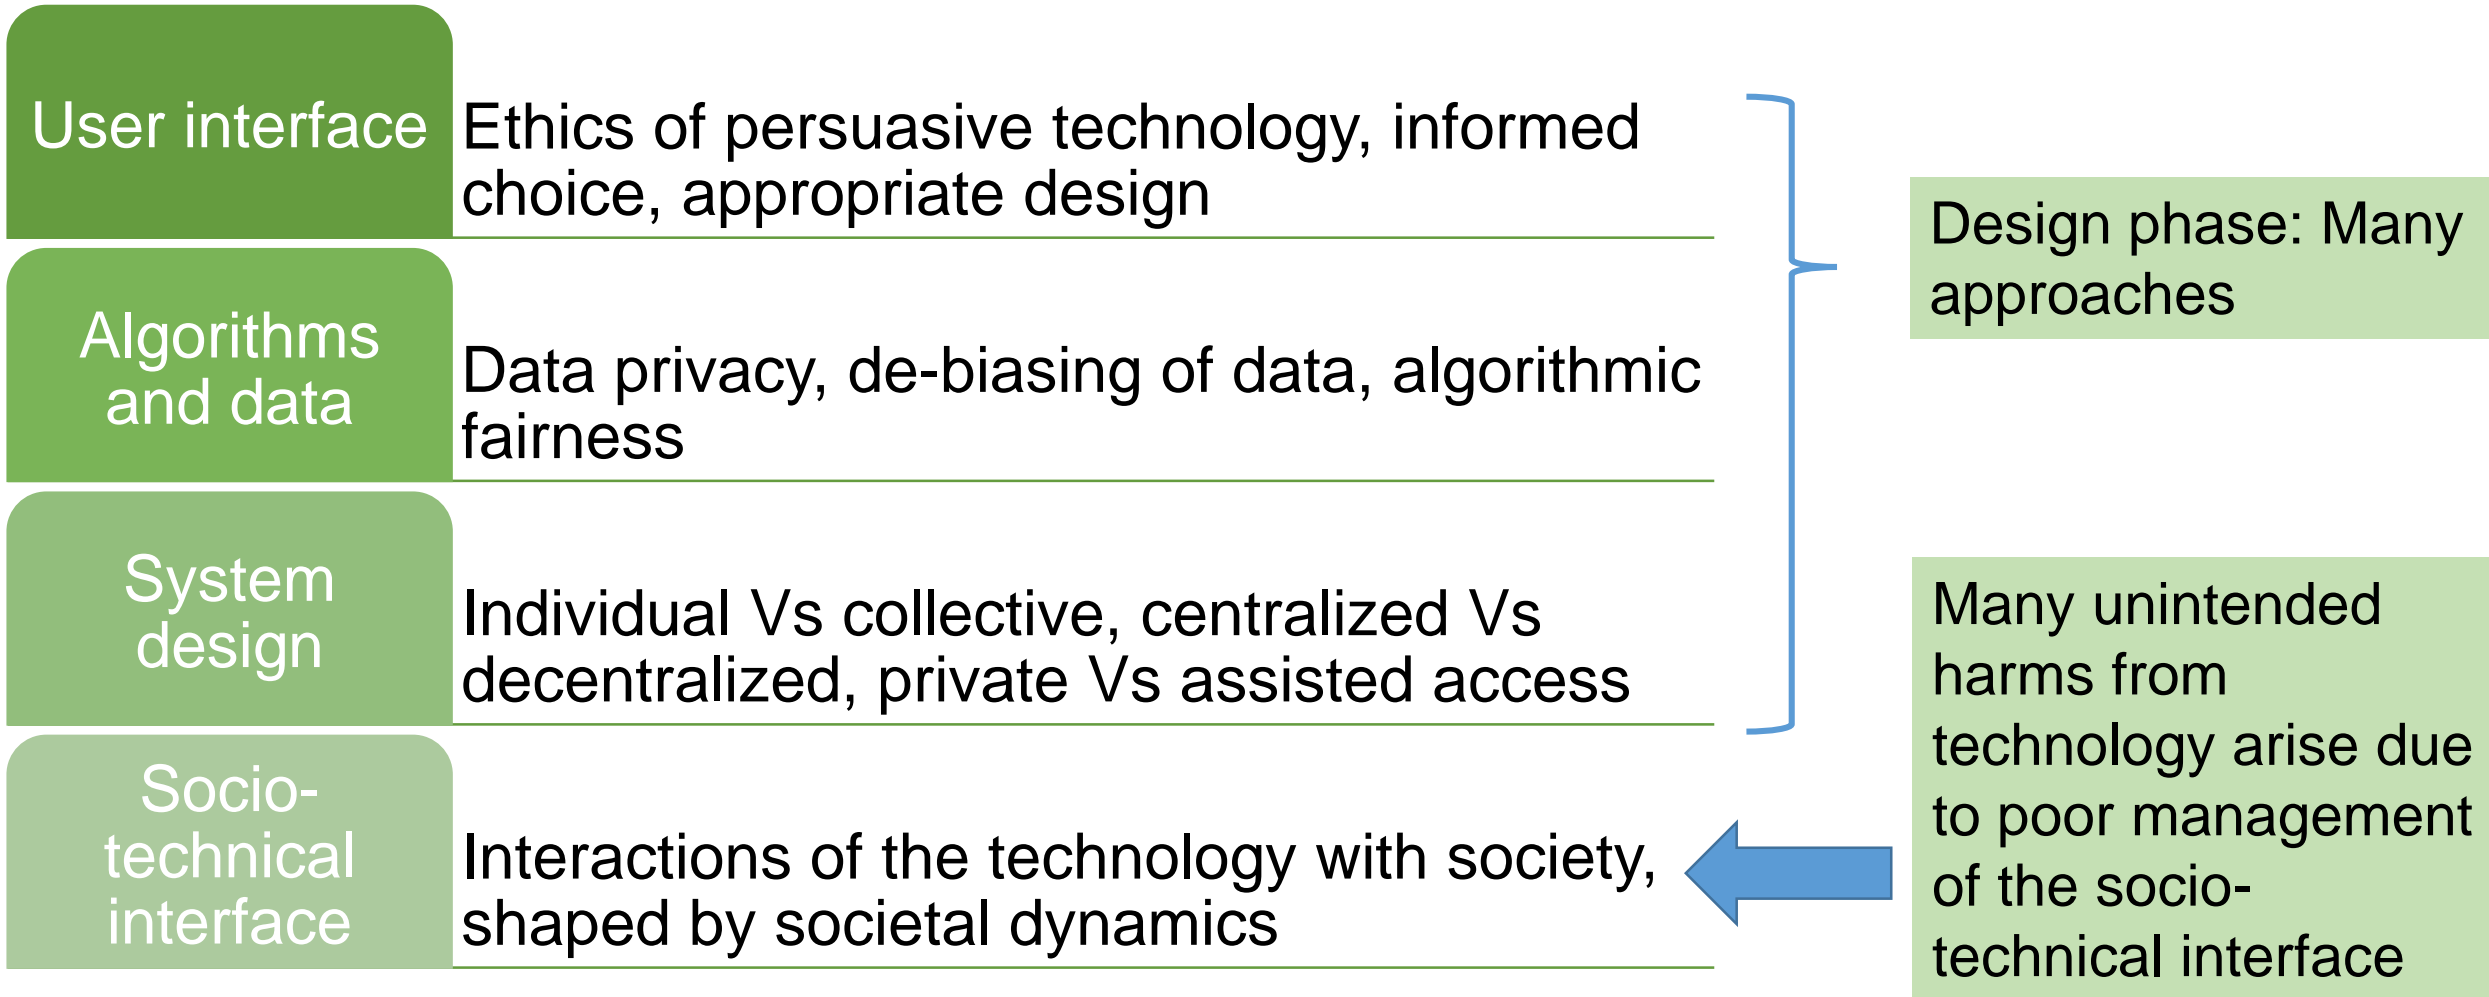 User interface
Ethics of persuasive technology, informed
choice, appropriate design
Algorithms
and data
Data privacy, de-biasing of data, algorithmic
fairness
System
design
Individual Vs collective, centralized Vs
decentralized, private Vs assisted access
Socio-
technical
interface
Interactions of the technology with society,
shaped by societal dynamics
Design phase: Many
approaches
Many unintended
harms from
technology arise due
to poor management
of the socio-
technical interface